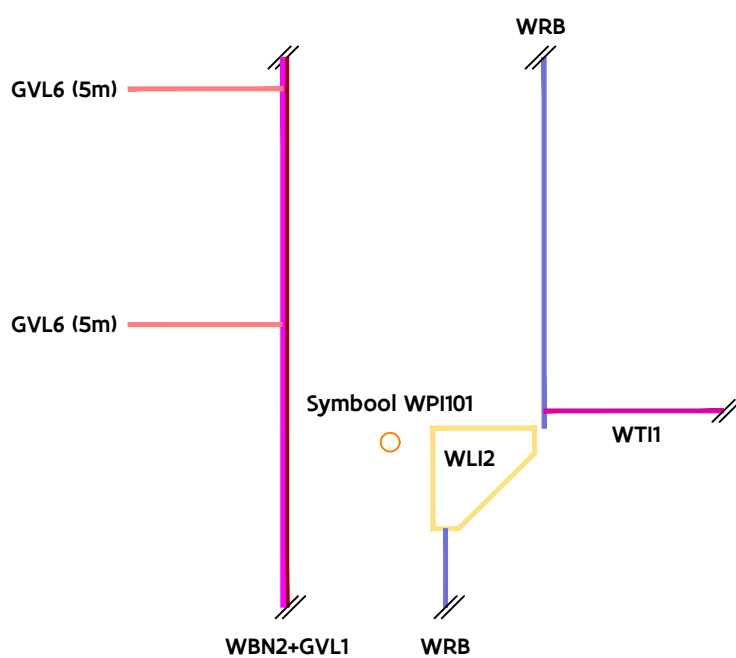 WRB
GVL6 (5m)
GVL6 (5m)
Symbool WPI101
WTI1
WLI2
WBN2+GVL1
WRB